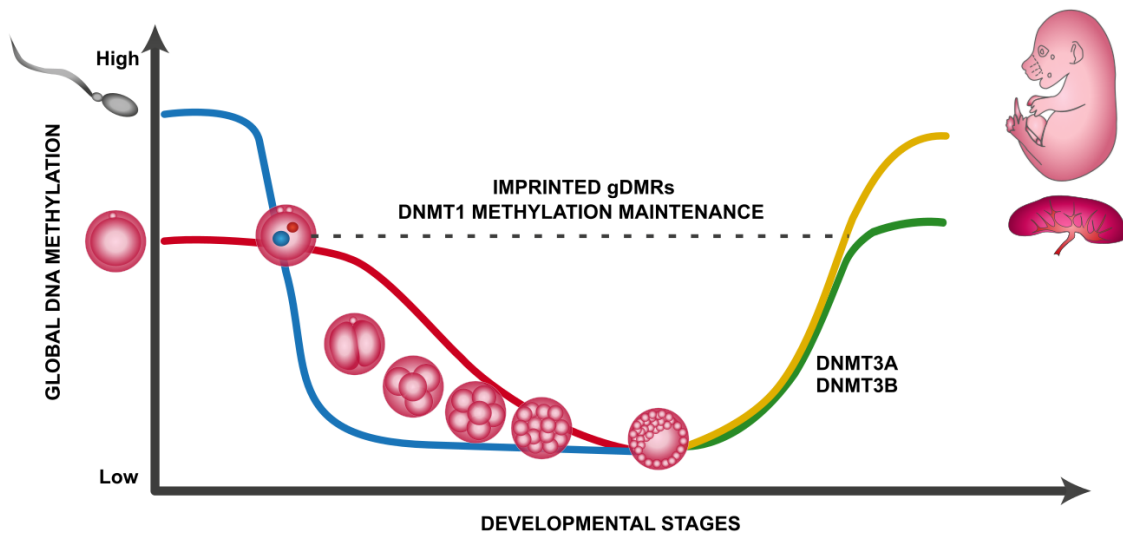 High
GLOBAL DNA METHYLATION
IMPRINTED gDMRs
DNMT1 METHYLATION MAINTENANCE
DNMT3A
DNMT3B
Low
DEVELOPMENTAL STAGES